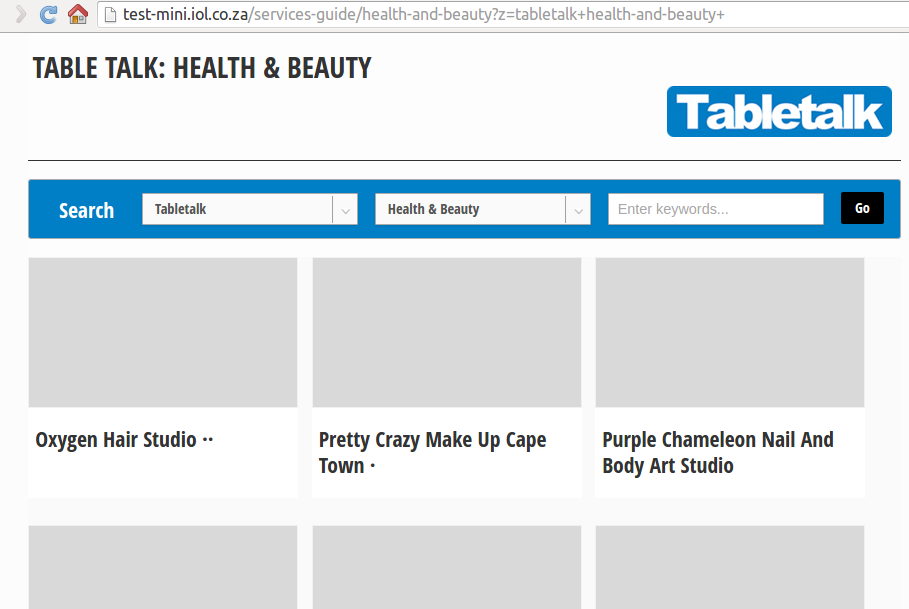 test-mini.iol.co.za/services-guide/health-and-beauty?z=tabletalk+health-and-beauty+
TABLE TALK: HEALTH & BEAUTY
Tabletalk
Search
Tabletalk
Health & Beauty
Enter keywords...
Go
Oxygen Hair Studio ··
Pretty Crazy Make Up Cape
Town ·
Purple Chameleon Nail And
Body Art Studio